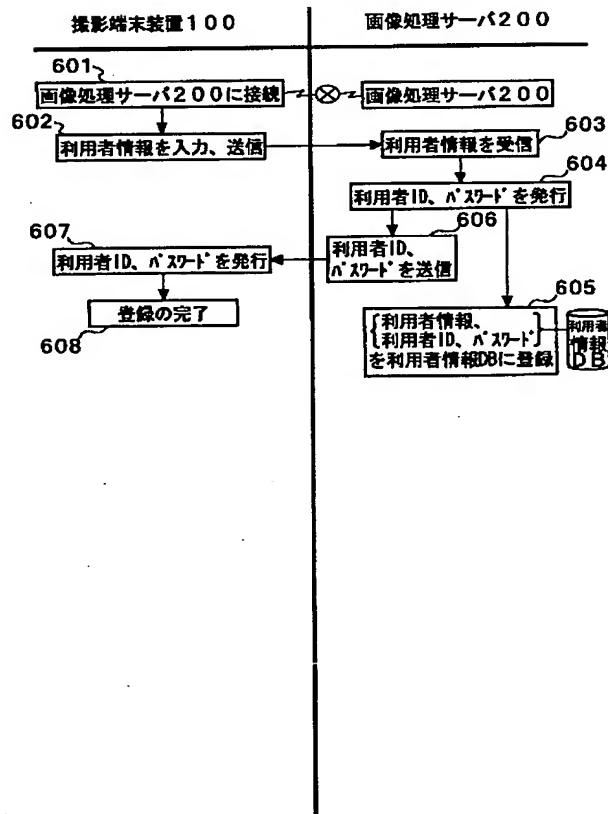 撮影端末装置100
画像処理サーバ200
601
画像処理サーバ200に接続
画像処理サーバ200
602
利用者情報を入力、送信
603
利用者情報を受信
604
利用者ID、パスワードを発行
606
利用者ID、
パスワードを送信
607
利用者ID、パスワードを発行
608
登録の完了
605
利用者情報、
利用者ID、パスワード
を利用者情報DBに登録
利用者
情報
DB